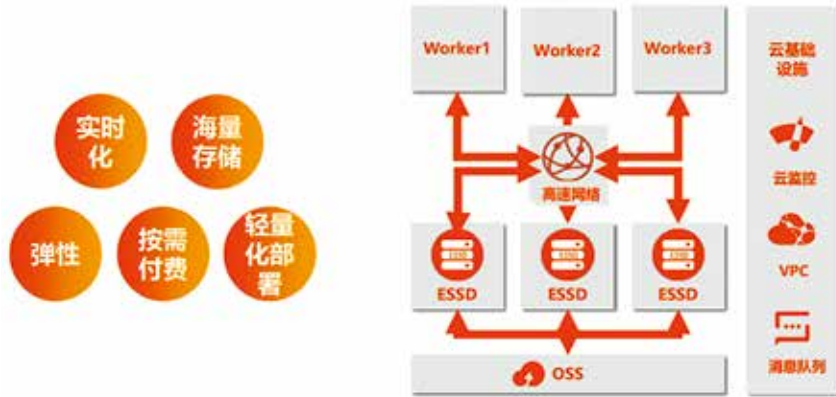 实时
化
海量
存储
弹性
按需
付费
轻量
化部
署
Worker1
Worker2
Worker3
高速网络
ESSD
ESSD
ESSD
OSS
云基础
设施
云监控
VPC
消息队列